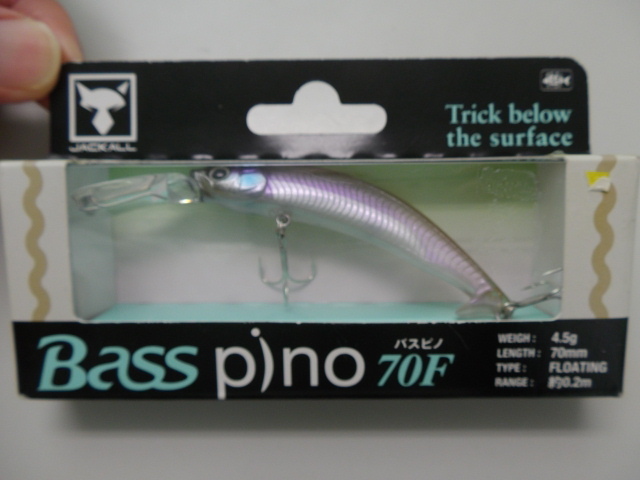 JACKALL
Trick below
the surface
Bass pino 70F
バスピノ
WEIGH : 4.5g
LENGTH : 70mm
TYPE : FLOATING
RANGE : 約0.2m